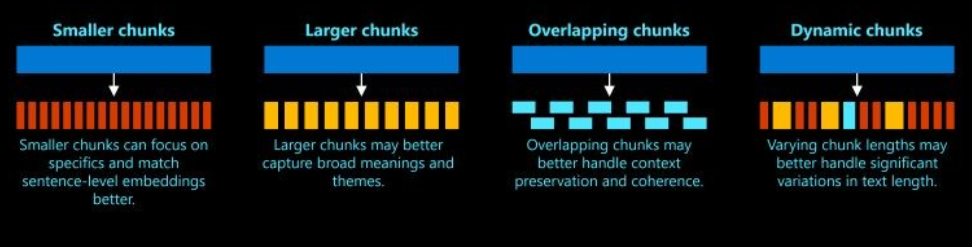 Smaller chunks
Smaller chunks can focus on
specifics and match
sentence-level embeddings
better.
Larger chunks
Larger chunks may better
capture broad meanings and
themes.
Overlapping chunks
Overlapping chunks may
better handle context
preservation and coherence.
Dynamic chunks
Varying chunk lengths may
better handle significant
variations in text length.